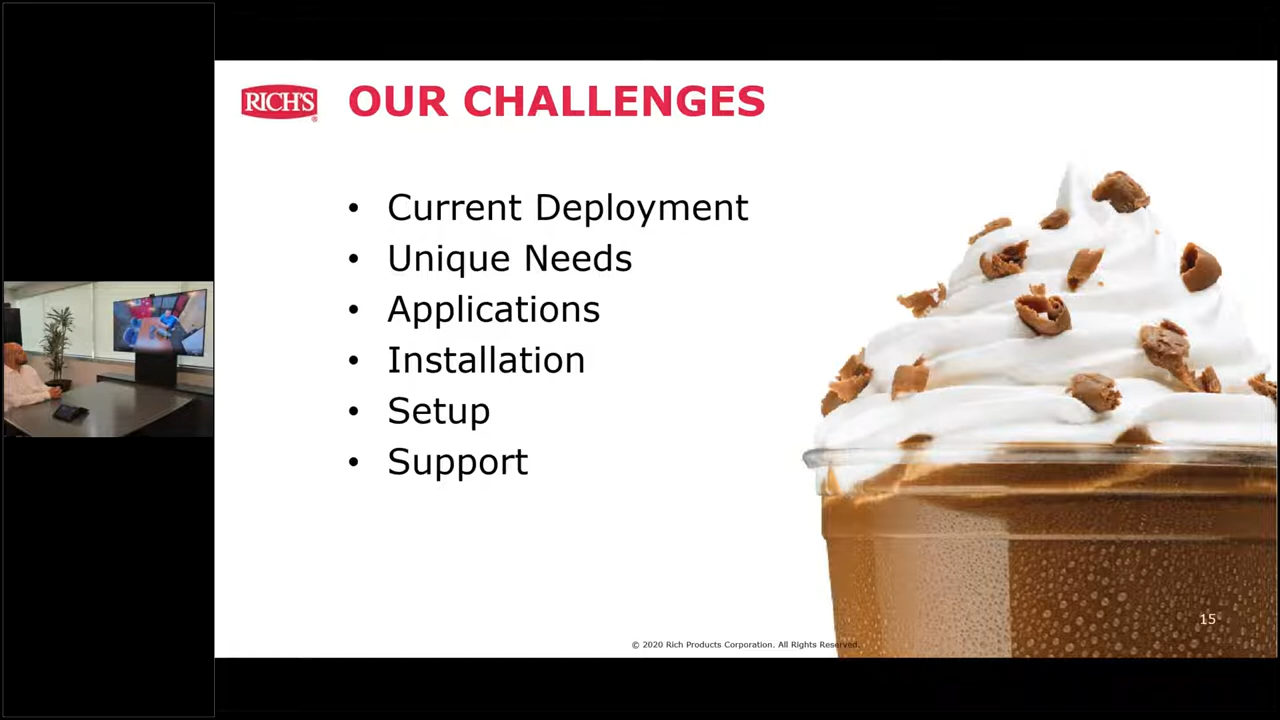 RICH'S
®
OUR CHALLENGES
• Current Deployment
• Unique Needs
• Applications
• Installation
• Setup
• Support
15
© 2020 Rich Products Corporation. All Rights Reserved.